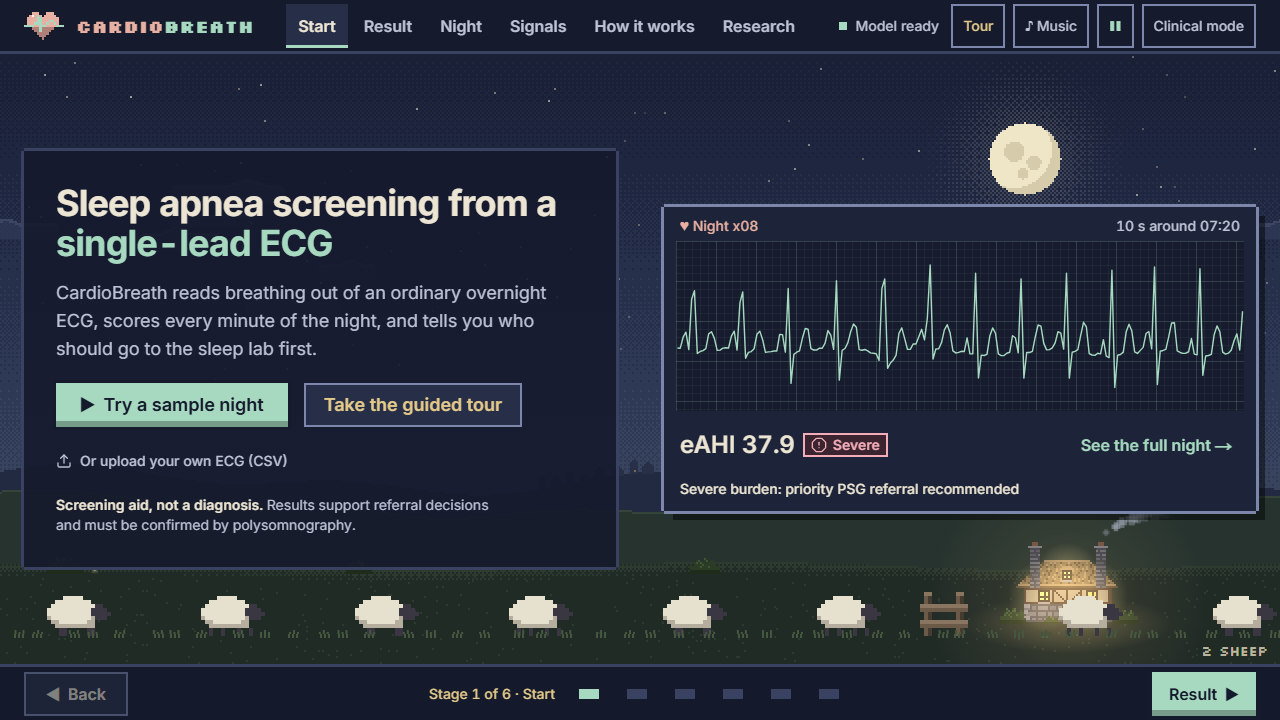 CARDIOBREATH
Start
Result
Night
Signals
How it works
Research
Model ready
Tour
♪ Music
Clinical mode
Sleep apnea screening from a
single-lead ECG
CardioBreath reads breathing out of an ordinary overnight
ECG, scores every minute of the night, and tells you who
should go to the sleep lab first.
▶ Try a sample night
Take the guided tour
Or upload your own ECG (CSV)
Screening aid, not a diagnosis. Results support referral decisions
and must be confirmed by polysomnography.
♥ Night x08
10 s around 07:20
eAHI 37.9
Severe
See the full night →
Severe burden: priority PSG referral recommended
2 SHEEP
◀ Back
Stage 1 of 6 · Start
Result ▶